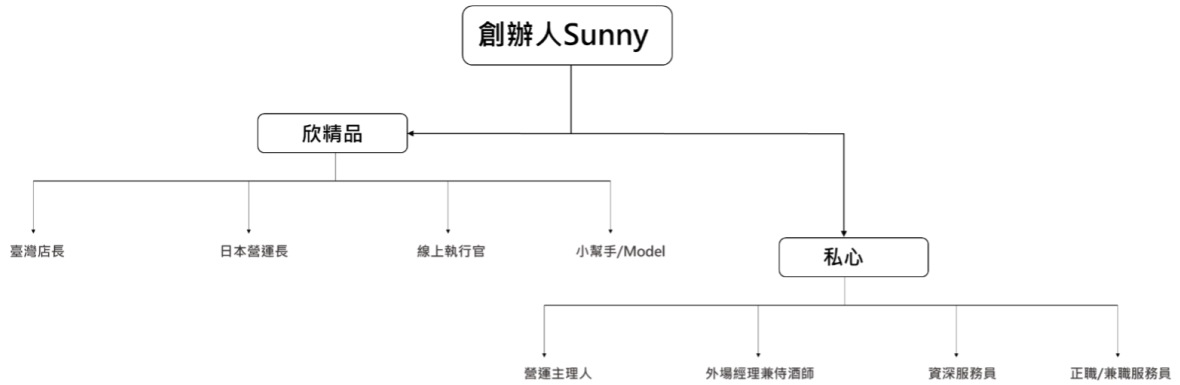 創辦人Sunny
欣精品
臺灣店長
日本營運長
線上執行官
小幫手/Model
私心
營運主理人
外場經理兼侍酒師
資深服務員
正職/兼職服務員